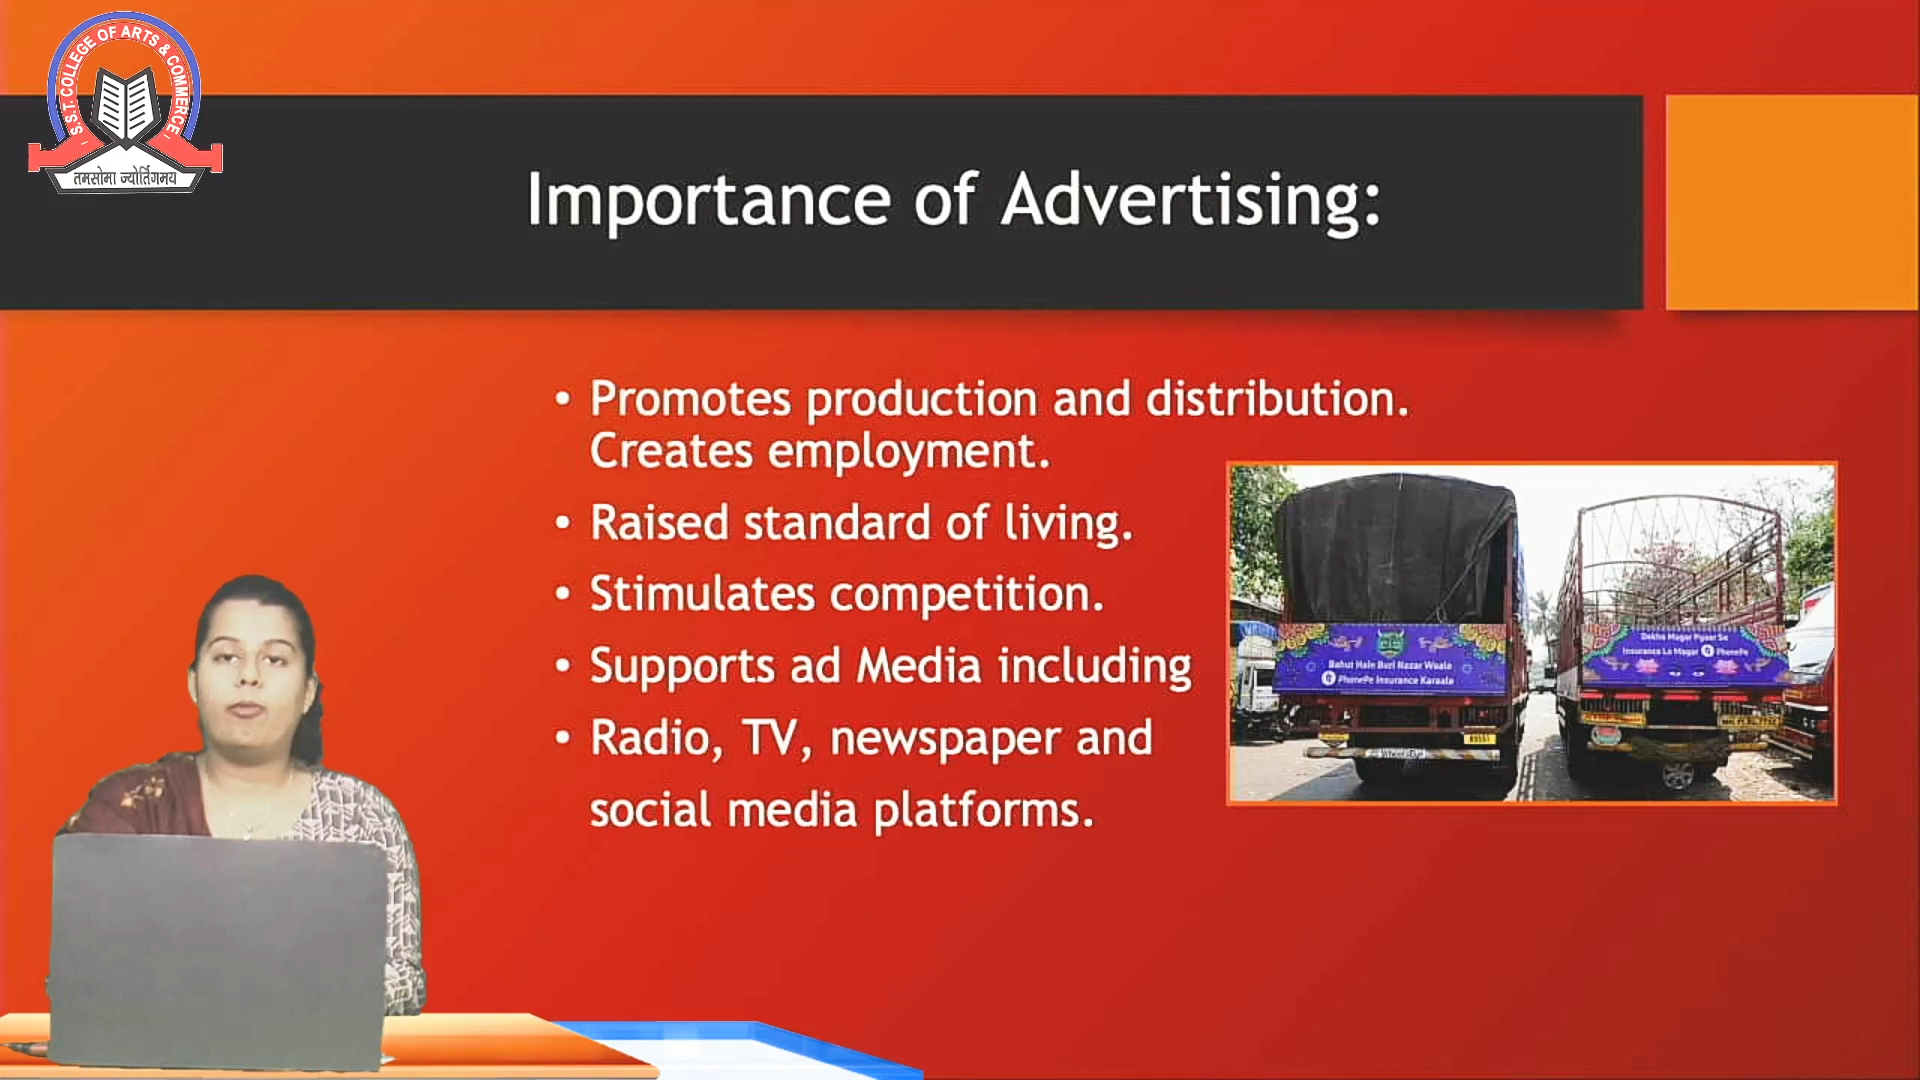 S.S.T. COLLEGE OF ARTS & COMMERCE
तमसोमा ज्योर्तिगमय
Importance of Advertising:
• Promotes production and distribution.
Creates employment.
• Raised standard of living.
• Stimulates competition.
• Supports ad Media including
• Radio, TV, newspaper and
social media platforms.
Bahut Hain Buri Nazar Waale
PhonePe Insurance Karaale
Dekho Magar Pyaar Se
Insurance Lo Magar PhonePe